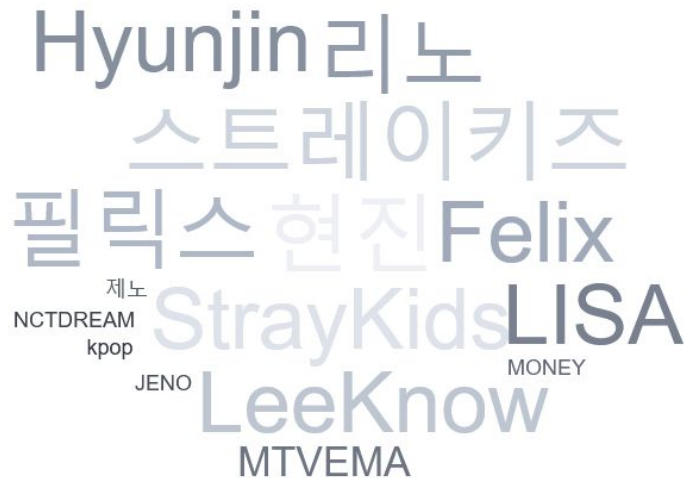 Hyunjin 리노
스트레이키즈
필릭스 현진 Felix
제노
StrayKids LISA
NCTDREAM
kpop
MONEY
JENO
LeeKnow
MTVEMA